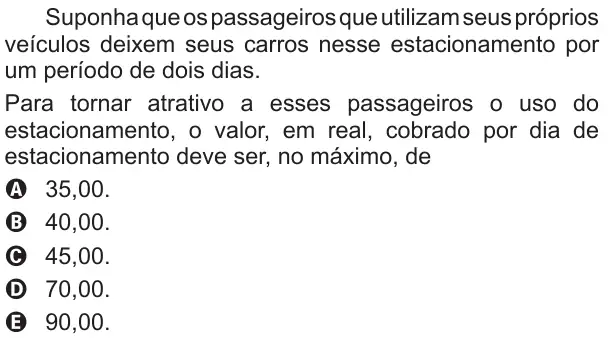 Suponha que os passageiros que utilizam seus próprios
veículos deixem seus carros nesse estacionamento por
um período de dois dias.
Para tornar atrativo a esses passageiros o uso do
estacionamento, o valor, em real, cobrado por dia de
estacionamento deve ser, no máximo, de
A 35,00.
B 40,00.
C 45,00.
D 70,00.
E 90,00.